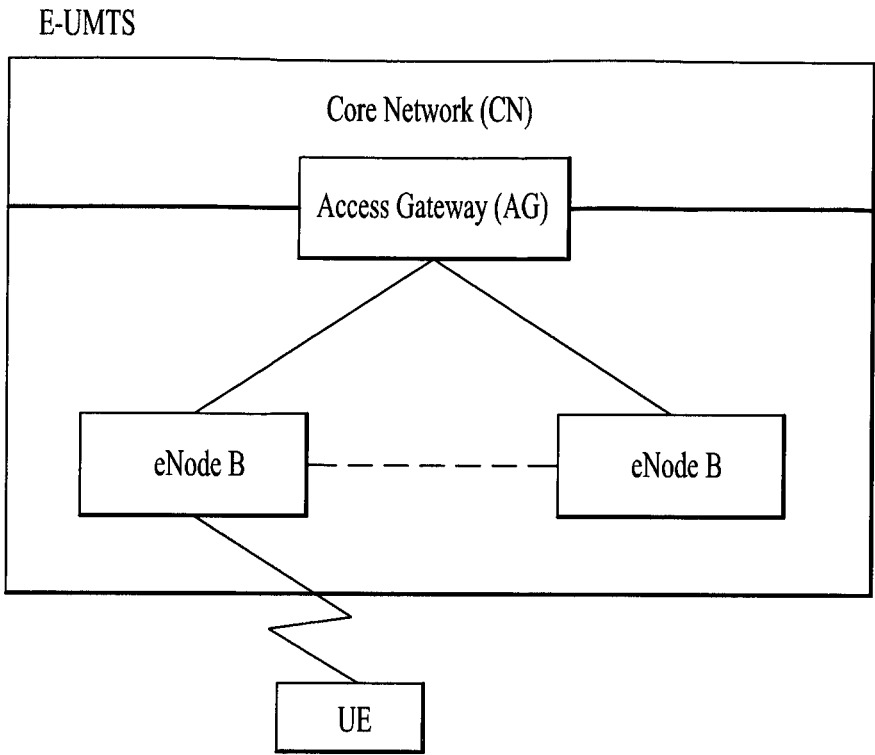 E-UMTS
Core Network (CN)
Access Gateway (AG)
eNode B
eNode B
UE